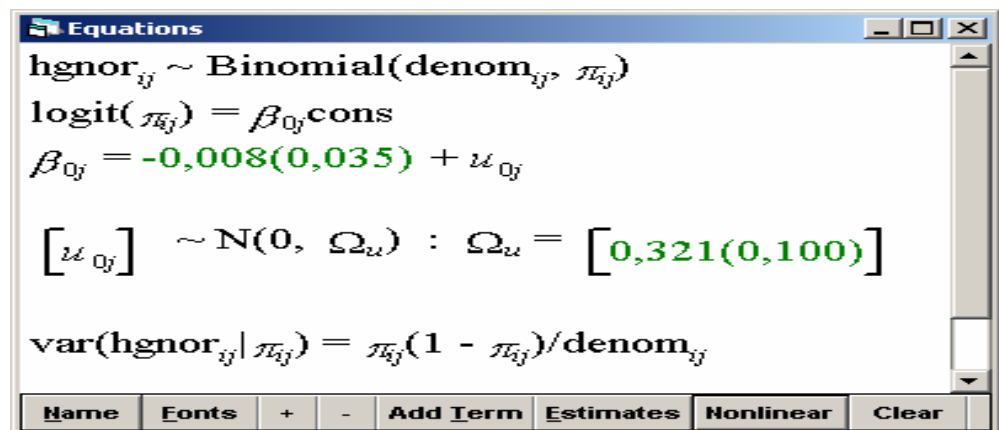 Equations
hgnor_ij ~ Binomial(denom_ij, π_ij)
logit(π_ij) = β_0j cons
β_0j = -0,008(0,035) + u_0j
[u_0j] ~ N(0, Ω_u) : Ω_u = [0,321(0,100)]
var(hgnor_ij|π_ij) = π_ij(1 - π_ij)/denom_ij
Name Fonts + - Add Term Estimates Nonlinear Clear